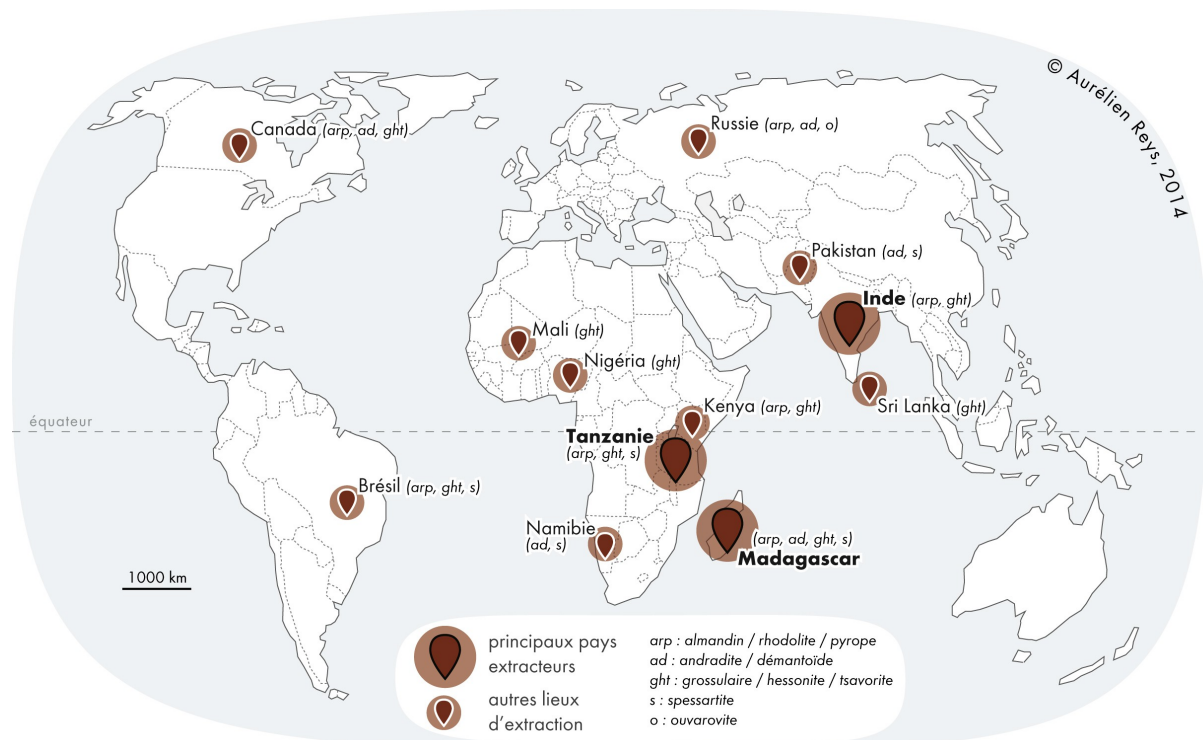 © Aurélien Reys, 2014
Canada (arp, ad, ght)
Russie (arp, ad, o)
Pakistan (ad, s)
Inde (arp, ght)
Mali (ght)
Nigéria (ght)
Kenya (arp, ght)
Sri Lanka (ght)
équateur
Tanzanie
(arp, ght, s)
Brésil (arp, ght, s)
Namibie
(ad, s)
(arp, ad, ght, s)
Madagascar
1000 km
principaux pays
extracteurs
autres lieux
d'extraction
arp : almandin / rhodolite / pyrope
ad : andradite / démantoïde
ght : grossulaire / hessonite / tsavorite
s : spessartite
o : ouvarovite